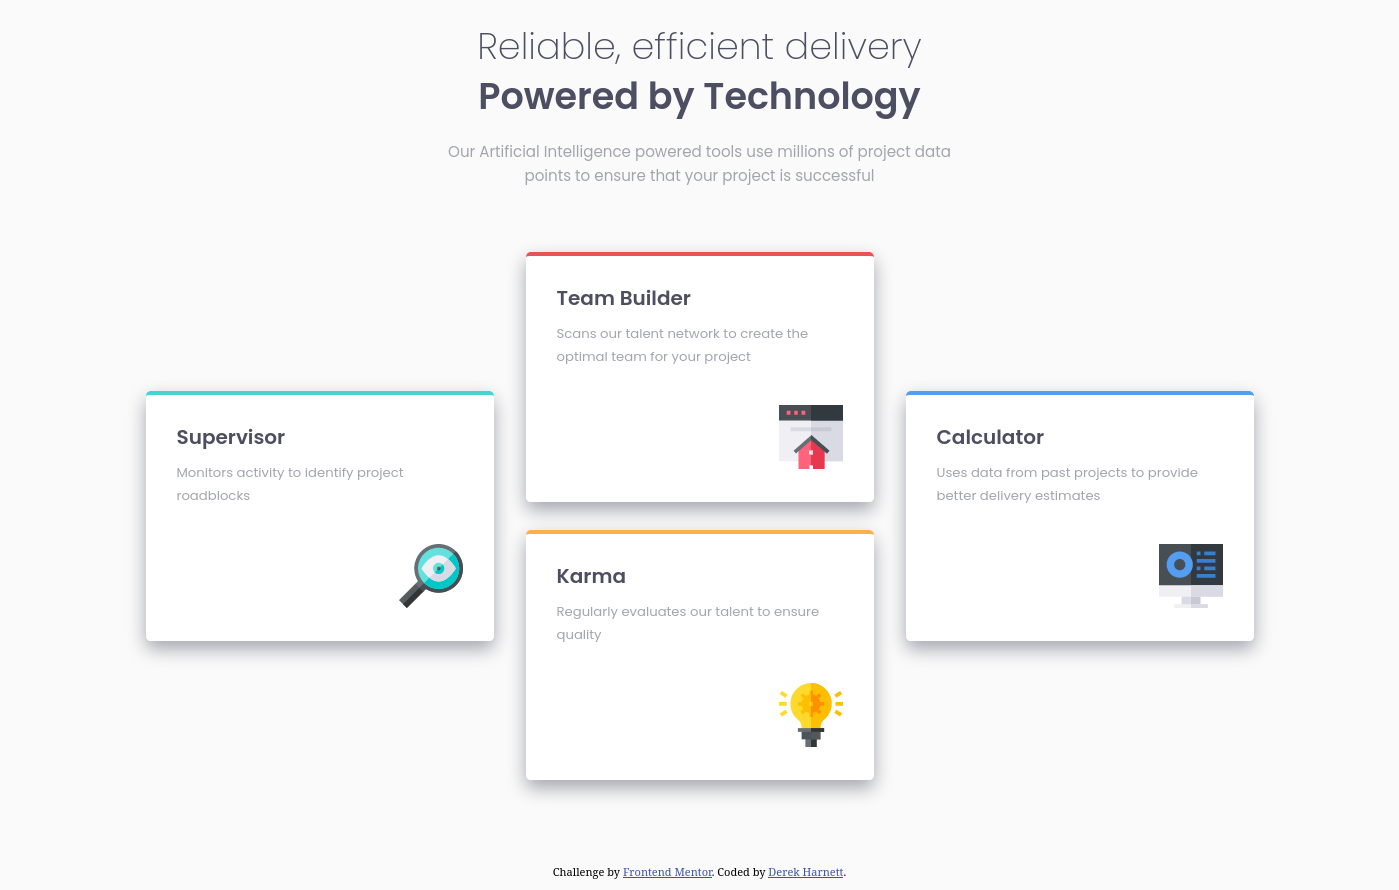 Reliable, efficient delivery
Powered by Technology
Our Artificial Intelligence powered tools use millions of project data
points to ensure that your project is successful
Team Builder
Scans our talent network to create the
optimal team for your project
Supervisor
Monitors activity to identify project
roadblocks
Calculator
Uses data from past projects to provide
better delivery estimates
Karma
Regularly evaluates our talent to ensure
quality
Challenge by Frontend Mentor. Coded by Derek Harnett.